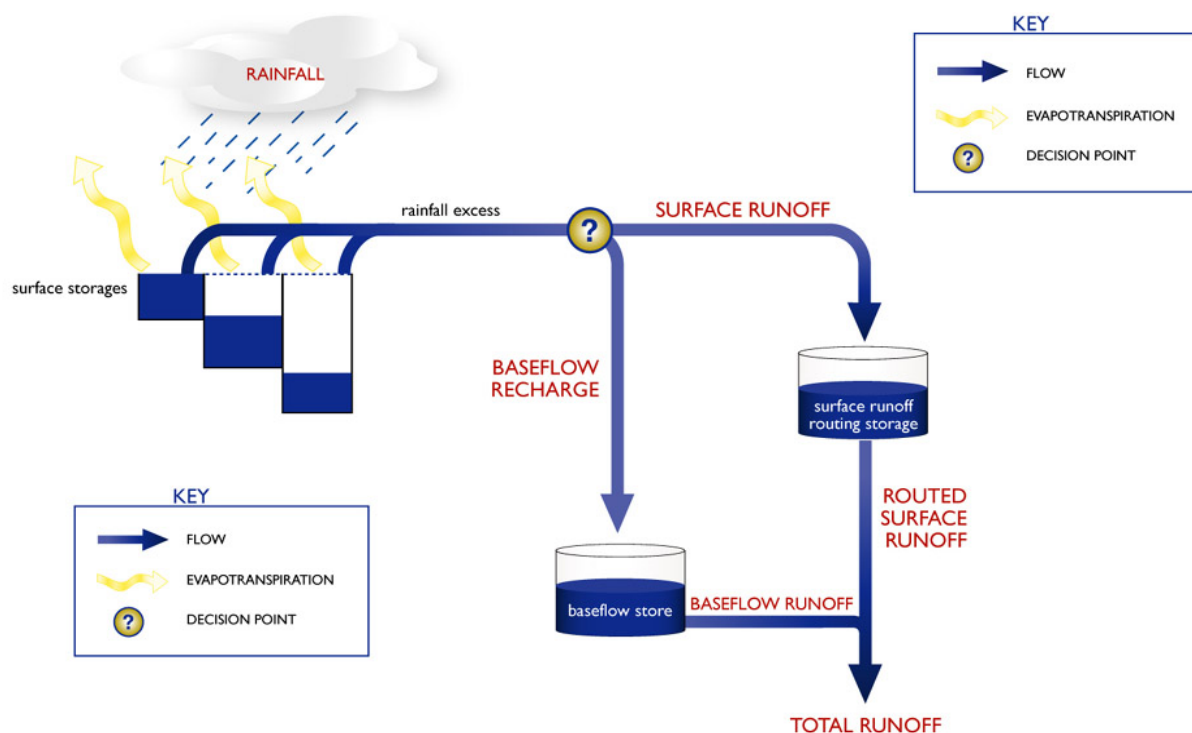 KEY
FLOW
EVAPOTRANSPIRATION
? DECISION POINT
RAINFALL
rainfall excess
?
SURFACE RUNOFF
surface storages
BASEFLOW
RECHARGE
surface runoff
routing storage
KEY
FLOW
EVAPOTRANSPIRATION
? DECISION POINT
ROUTED
SURFACE
RUNOFF
baseflow store
BASEFLOW RUNOFF
TOTAL RUNOFF